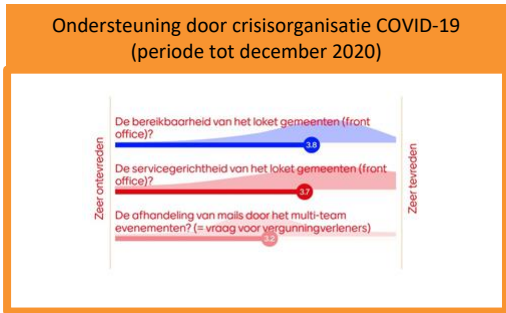 Ondersteuning door crisisorganisatie COVID-19
(periode tot december 2020)
De bereikbaarheid van het loket gemeenten (front
office)?
3.8
De servicegerichtheid van het loket gemeenten (front
office)?
3.7
De afhandeling van mails door het multi-team
evenementen? (= vraag voor vergunningverleners)
3.2
Zeer ontevreden
Zeer tevreden